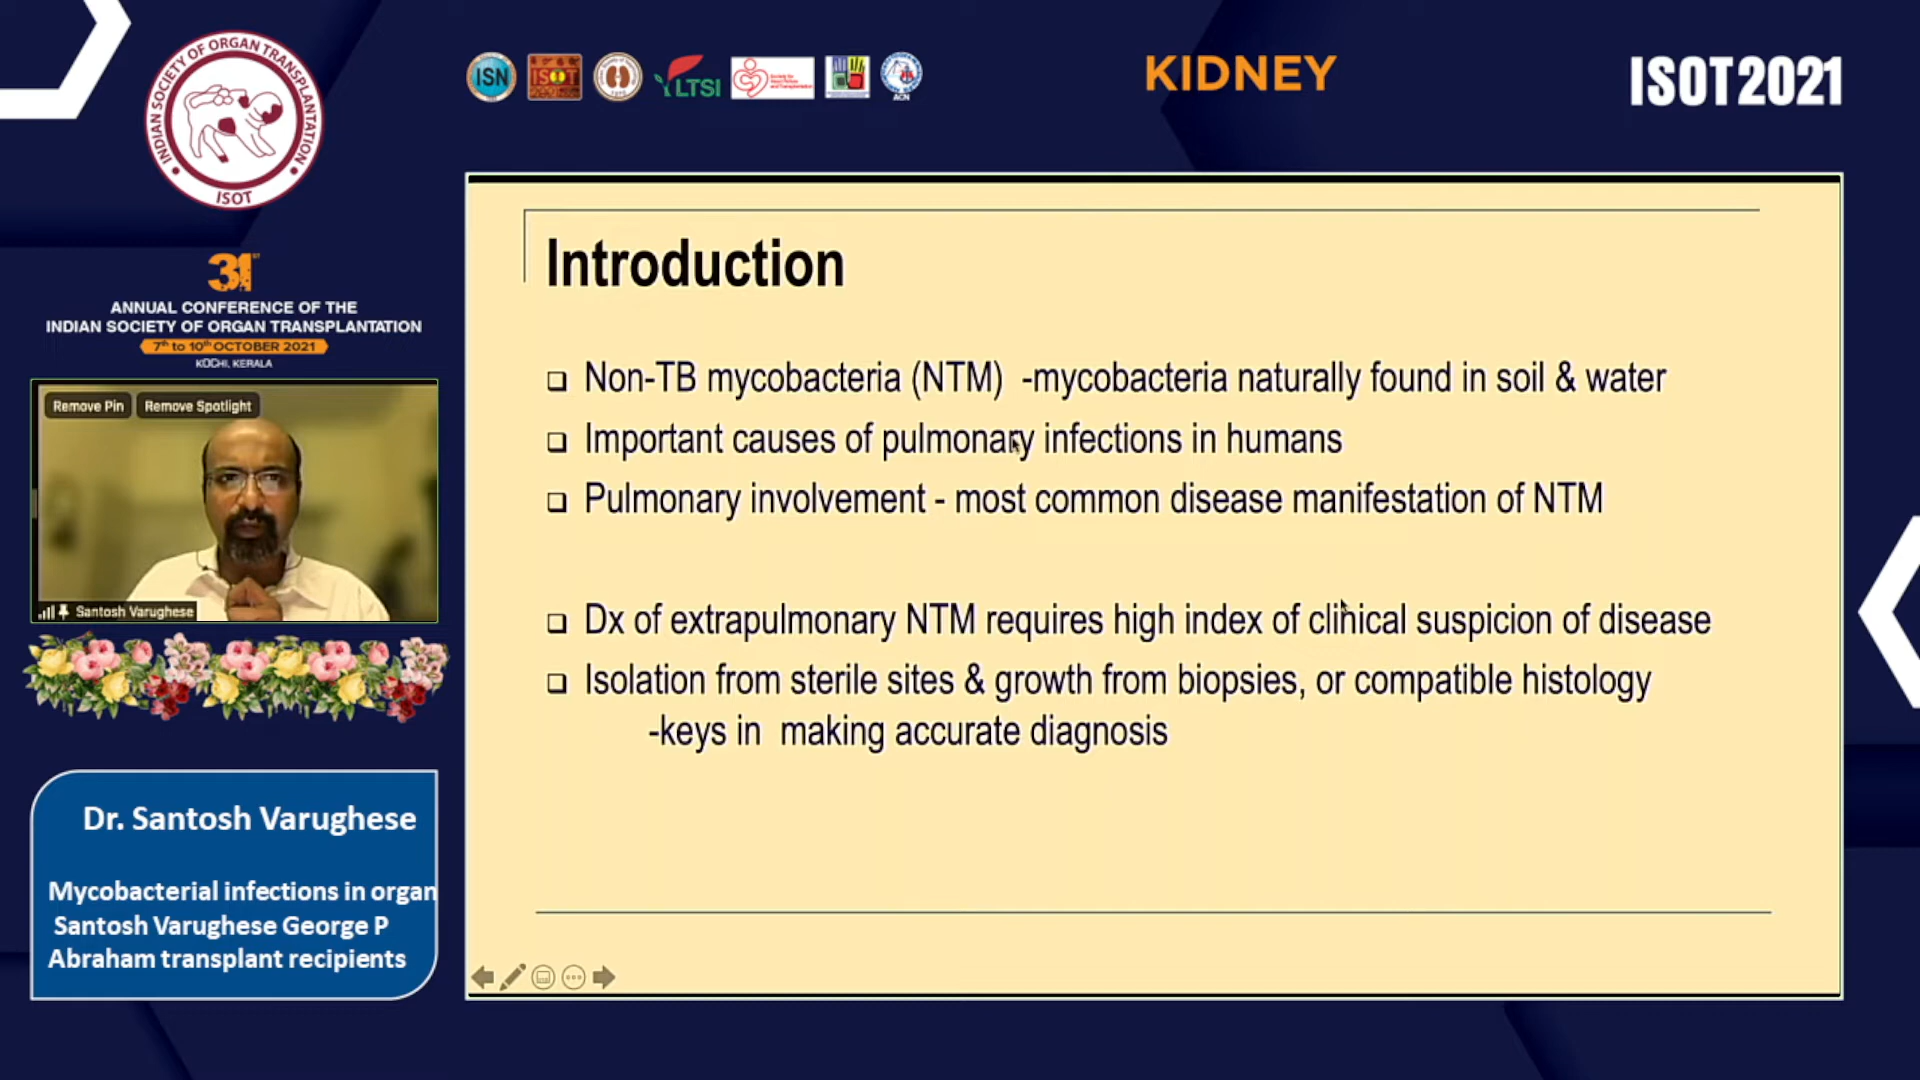 INDIAN SOCIETY OF ORGAN TRANSPLANTATION
ISOT
ISN
ISOT
LTSI
ACN
KIDNEY
ISOT2021
31ST
ANNUAL CONFERENCE OF THE
INDIAN SOCIETY OF ORGAN TRANSPLANTATION
7th to 10th OCTOBER 2021
KOCHI, KERALA
Remove Pin
Remove Spotlight
Santosh Varughese
Dr. Santosh Varughese
Mycobacterial infections in organ
Santosh Varughese George P
Abraham transplant recipients
Introduction
Non-TB mycobacteria (NTM) -mycobacteria naturally found in soil & water
Important causes of pulmonary infections in humans
Pulmonary involvement - most common disease manifestation of NTM
Dx of extrapulmonary NTM requires high index of clinical suspicion of disease
Isolation from sterile sites & growth from biopsies, or compatible histology
-keys in making accurate diagnosis